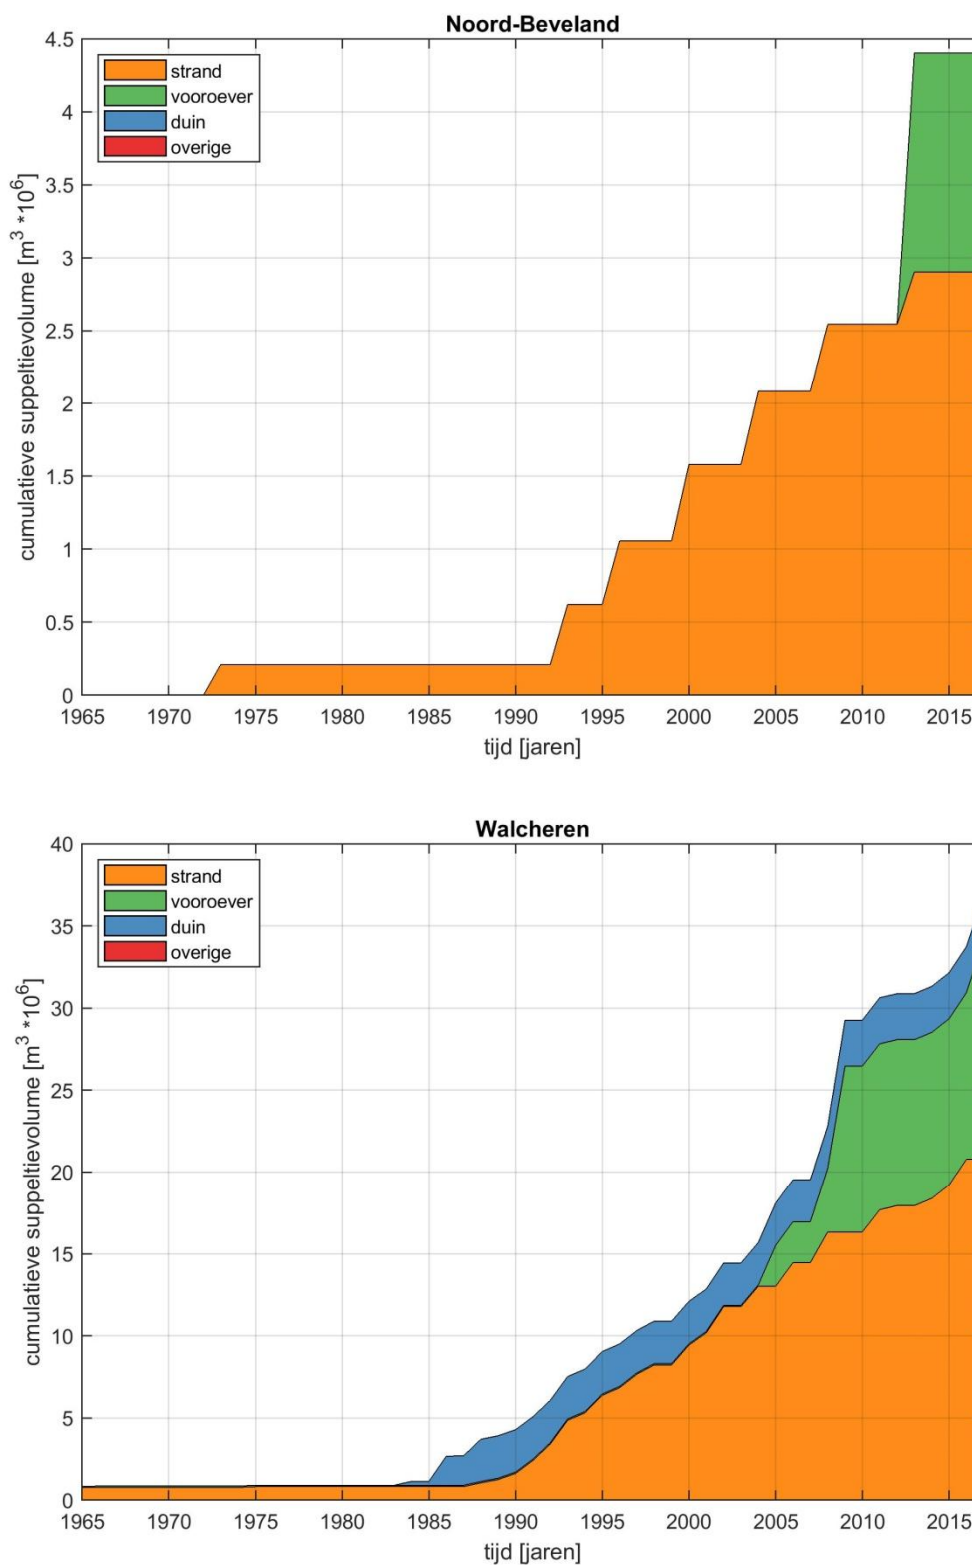 Noord-Beveland
4.5
4
3.5
3
2.5
2
1.5
1
0.5
0
cumulatieve suppeltievolume [m³ *10⁶]
strand
vooroever
duin
overige
1965 1970 1975 1980 1985 1990 1995 2000 2005 2010 2015
tijd [jaren]
Walcheren
40
35
30
25
20
15
10
5
0
cumulatieve suppeltievolume [m³ *10⁶]
strand
vooroever
duin
overige
1965 1970 1975 1980 1985 1990 1995 2000 2005 2010 2015
tijd [jaren]